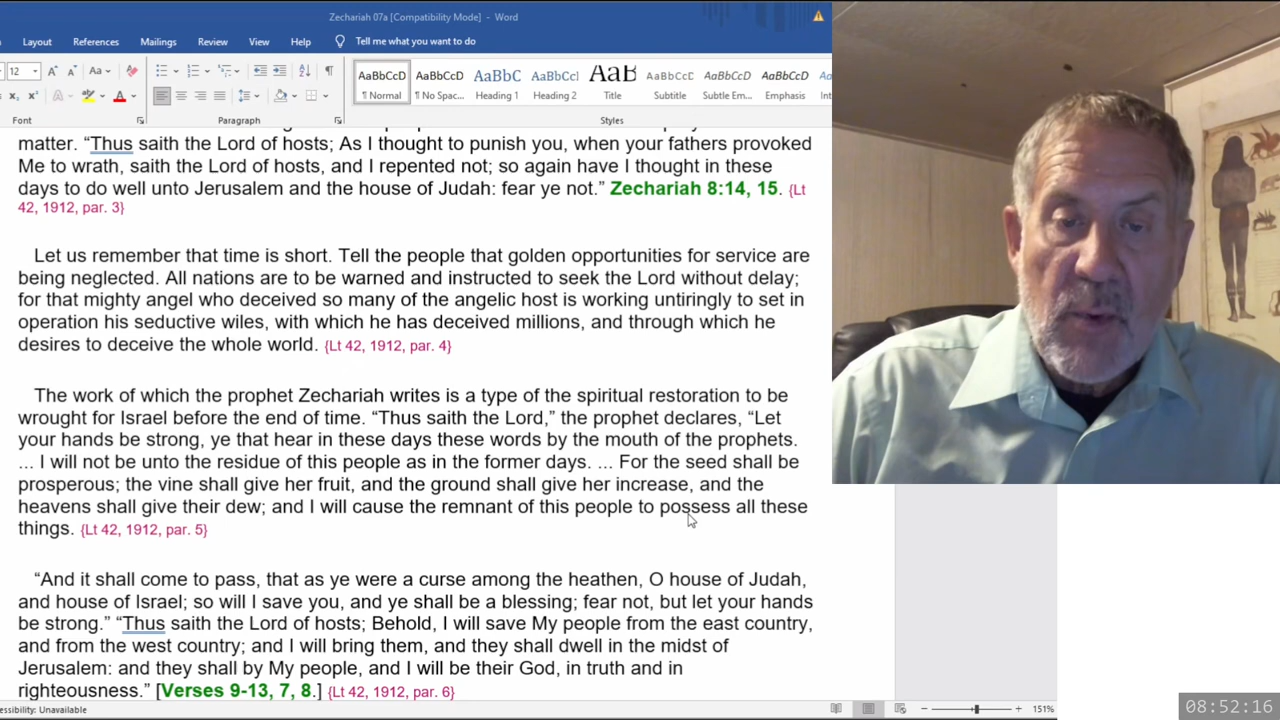 Zechariah 07a [Compatibility Mode] - Word
Layout References Mailings Review View Help Tell me what you want to do
12 Aa
AaBbCcD AaBbCcD AaBbC AaBbCcI AaB AaBbCcD AaBbCcD AaBbCcD
¶ Normal ¶ No Spac... Heading 1 Heading 2 Title Subtitle Subtle Em... Emphasis
Font Paragraph Styles
matter. “Thus saith the Lord of hosts; As I thought to punish you, when your fathers provoked
Me to wrath, saith the Lord of hosts, and I repented not; so again have I thought in these
days to do well unto Jerusalem and the house of Judah: fear ye not.” Zechariah 8:14, 15. {Lt
42, 1912, par. 3}
Let us remember that time is short. Tell the people that golden opportunities for service are
being neglected. All nations are to be warned and instructed to seek the Lord without delay;
for that mighty angel who deceived so many of the angelic host is working untiringly to set in
operation his seductive wiles, with which he has deceived millions, and through which he
desires to deceive the whole world. {Lt 42, 1912, par. 4}
The work of which the prophet Zechariah writes is a type of the spiritual restoration to be
wrought for Israel before the end of time. “Thus saith the Lord,” the prophet declares, “Let
your hands be strong, ye that hear in these days these words by the mouth of the prophets.
... I will not be unto the residue of this people as in the former days. ... For the seed shall be
prosperous; the vine shall give her fruit, and the ground shall give her increase, and the
heavens shall give their dew; and I will cause the remnant of this people to possess all these
things. {Lt 42, 1912, par. 5}
“And it shall come to pass, that as ye were a curse among the heathen, O house of Judah,
and house of Israel; so will I save you, and ye shall be a blessing; fear not, but let your hands
be strong.” “Thus saith the Lord of hosts; Behold, I will save My people from the east country,
and from the west country; and I will bring them, and they shall dwell in the midst of
Jerusalem: and they shall by My people, and I will be their God, in truth and in
righteousness.” [Verses 9-13, 7, 8.] {Lt 42, 1912, par. 6}
essibility: Unavailable 151%
08:52:16